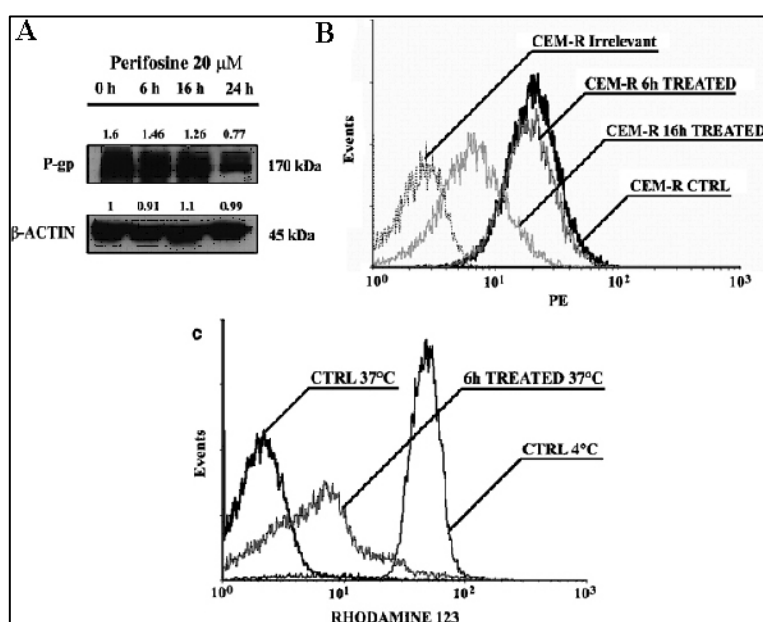 A
Perifosine 20 μM
0 h 6 h 16 h 24 h
1.6 1.46 1.26 0.77
P-gp 170 kDa
1 0.91 1.1 0.99
β-ACTIN 45 kDa
B
CEM-R Irrelevant
CEM-R 6h TREATED
CEM-R 16h TREATED
CEM-R CTRL
Events
10⁰ 10¹ 10² 10³
PE
c
CTRL 37°C
6h TREATED 37°C
CTRL 4°C
Events
10⁰ 10¹ 10² 10³
RHODAMINE 123